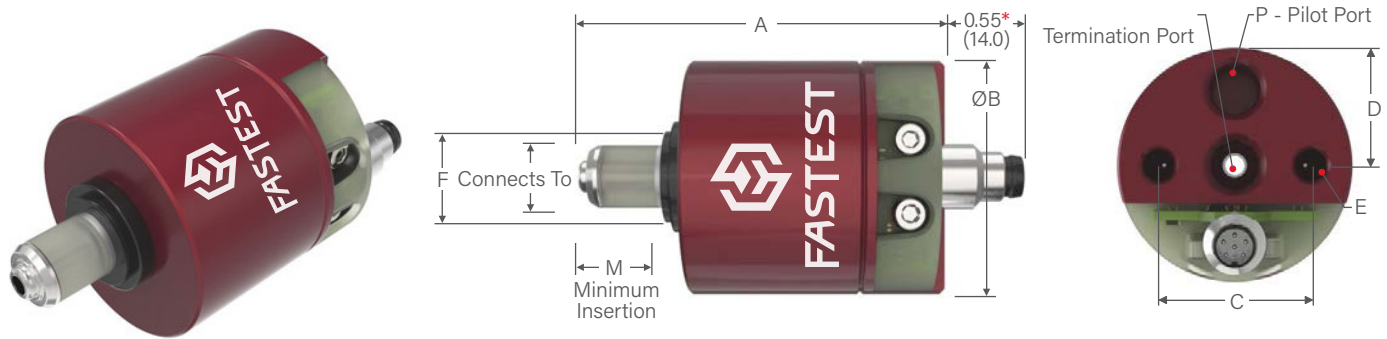 FASTEST
A
0.55*
(14.0)
F
Connects To
M
Minimum
Insertion
FASTEST
ØB
Termination Port
P - Pilot Port
D
E
C